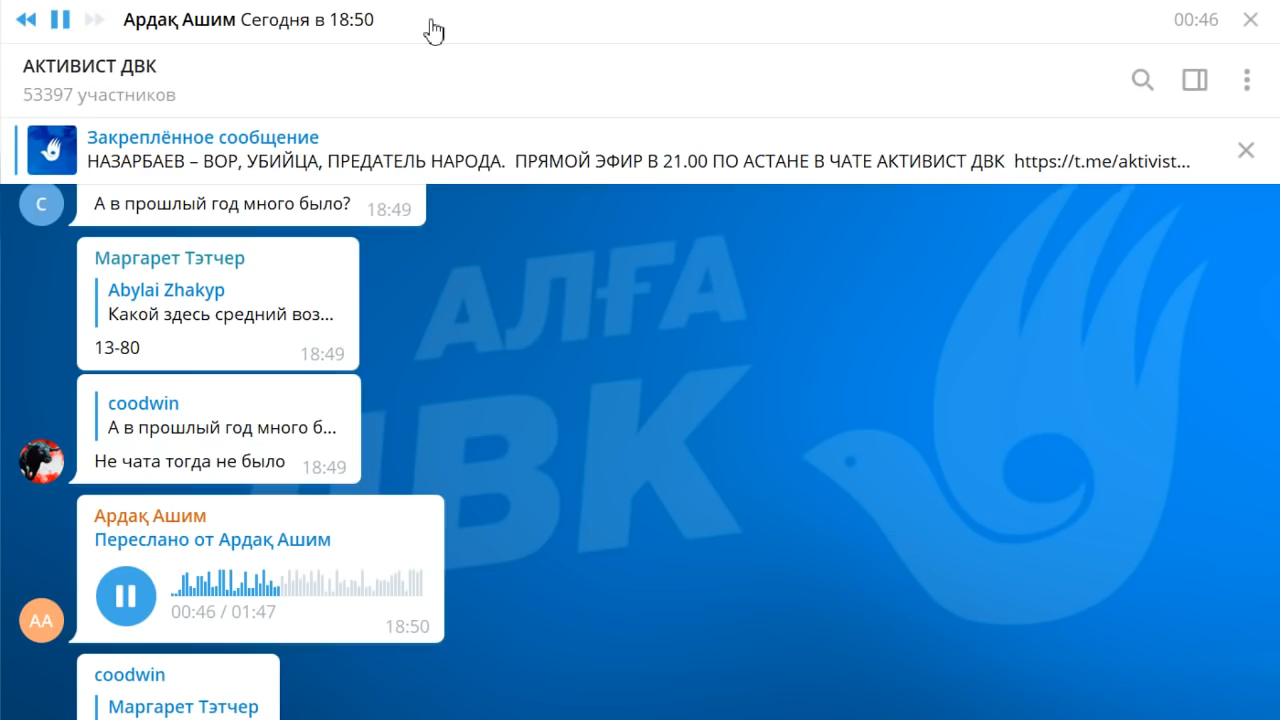 Ардақ Ашим Сегодня в 18:50
00:46
АКТИВИСТ ДВК
53397 участников
Закреплённое сообщение
НАЗАРБАЕВ – ВОР, УБИЙЦА, ПРЕДАТЕЛЬ НАРОДА. ПРЯМОЙ ЭФИР В 21.00 ПО АСТАНЕ В ЧАТЕ АКТИВИСТ ДВК https://t.me/aktivist...
С
А в прошлый год много было?
18:49
Маргарет Тэтчер
Abylai Zhakyp
Какой здесь средний воз...
13-80
18:49
coodwin
А в прошлый год много б...
Не чата тогда не было
18:49
Ардақ Ашим
Переслано от Ардақ Ашим
00:46 / 01:47
18:50
АА
coodwin
Маргарет Тэтчер
АЛҒА
ДВК